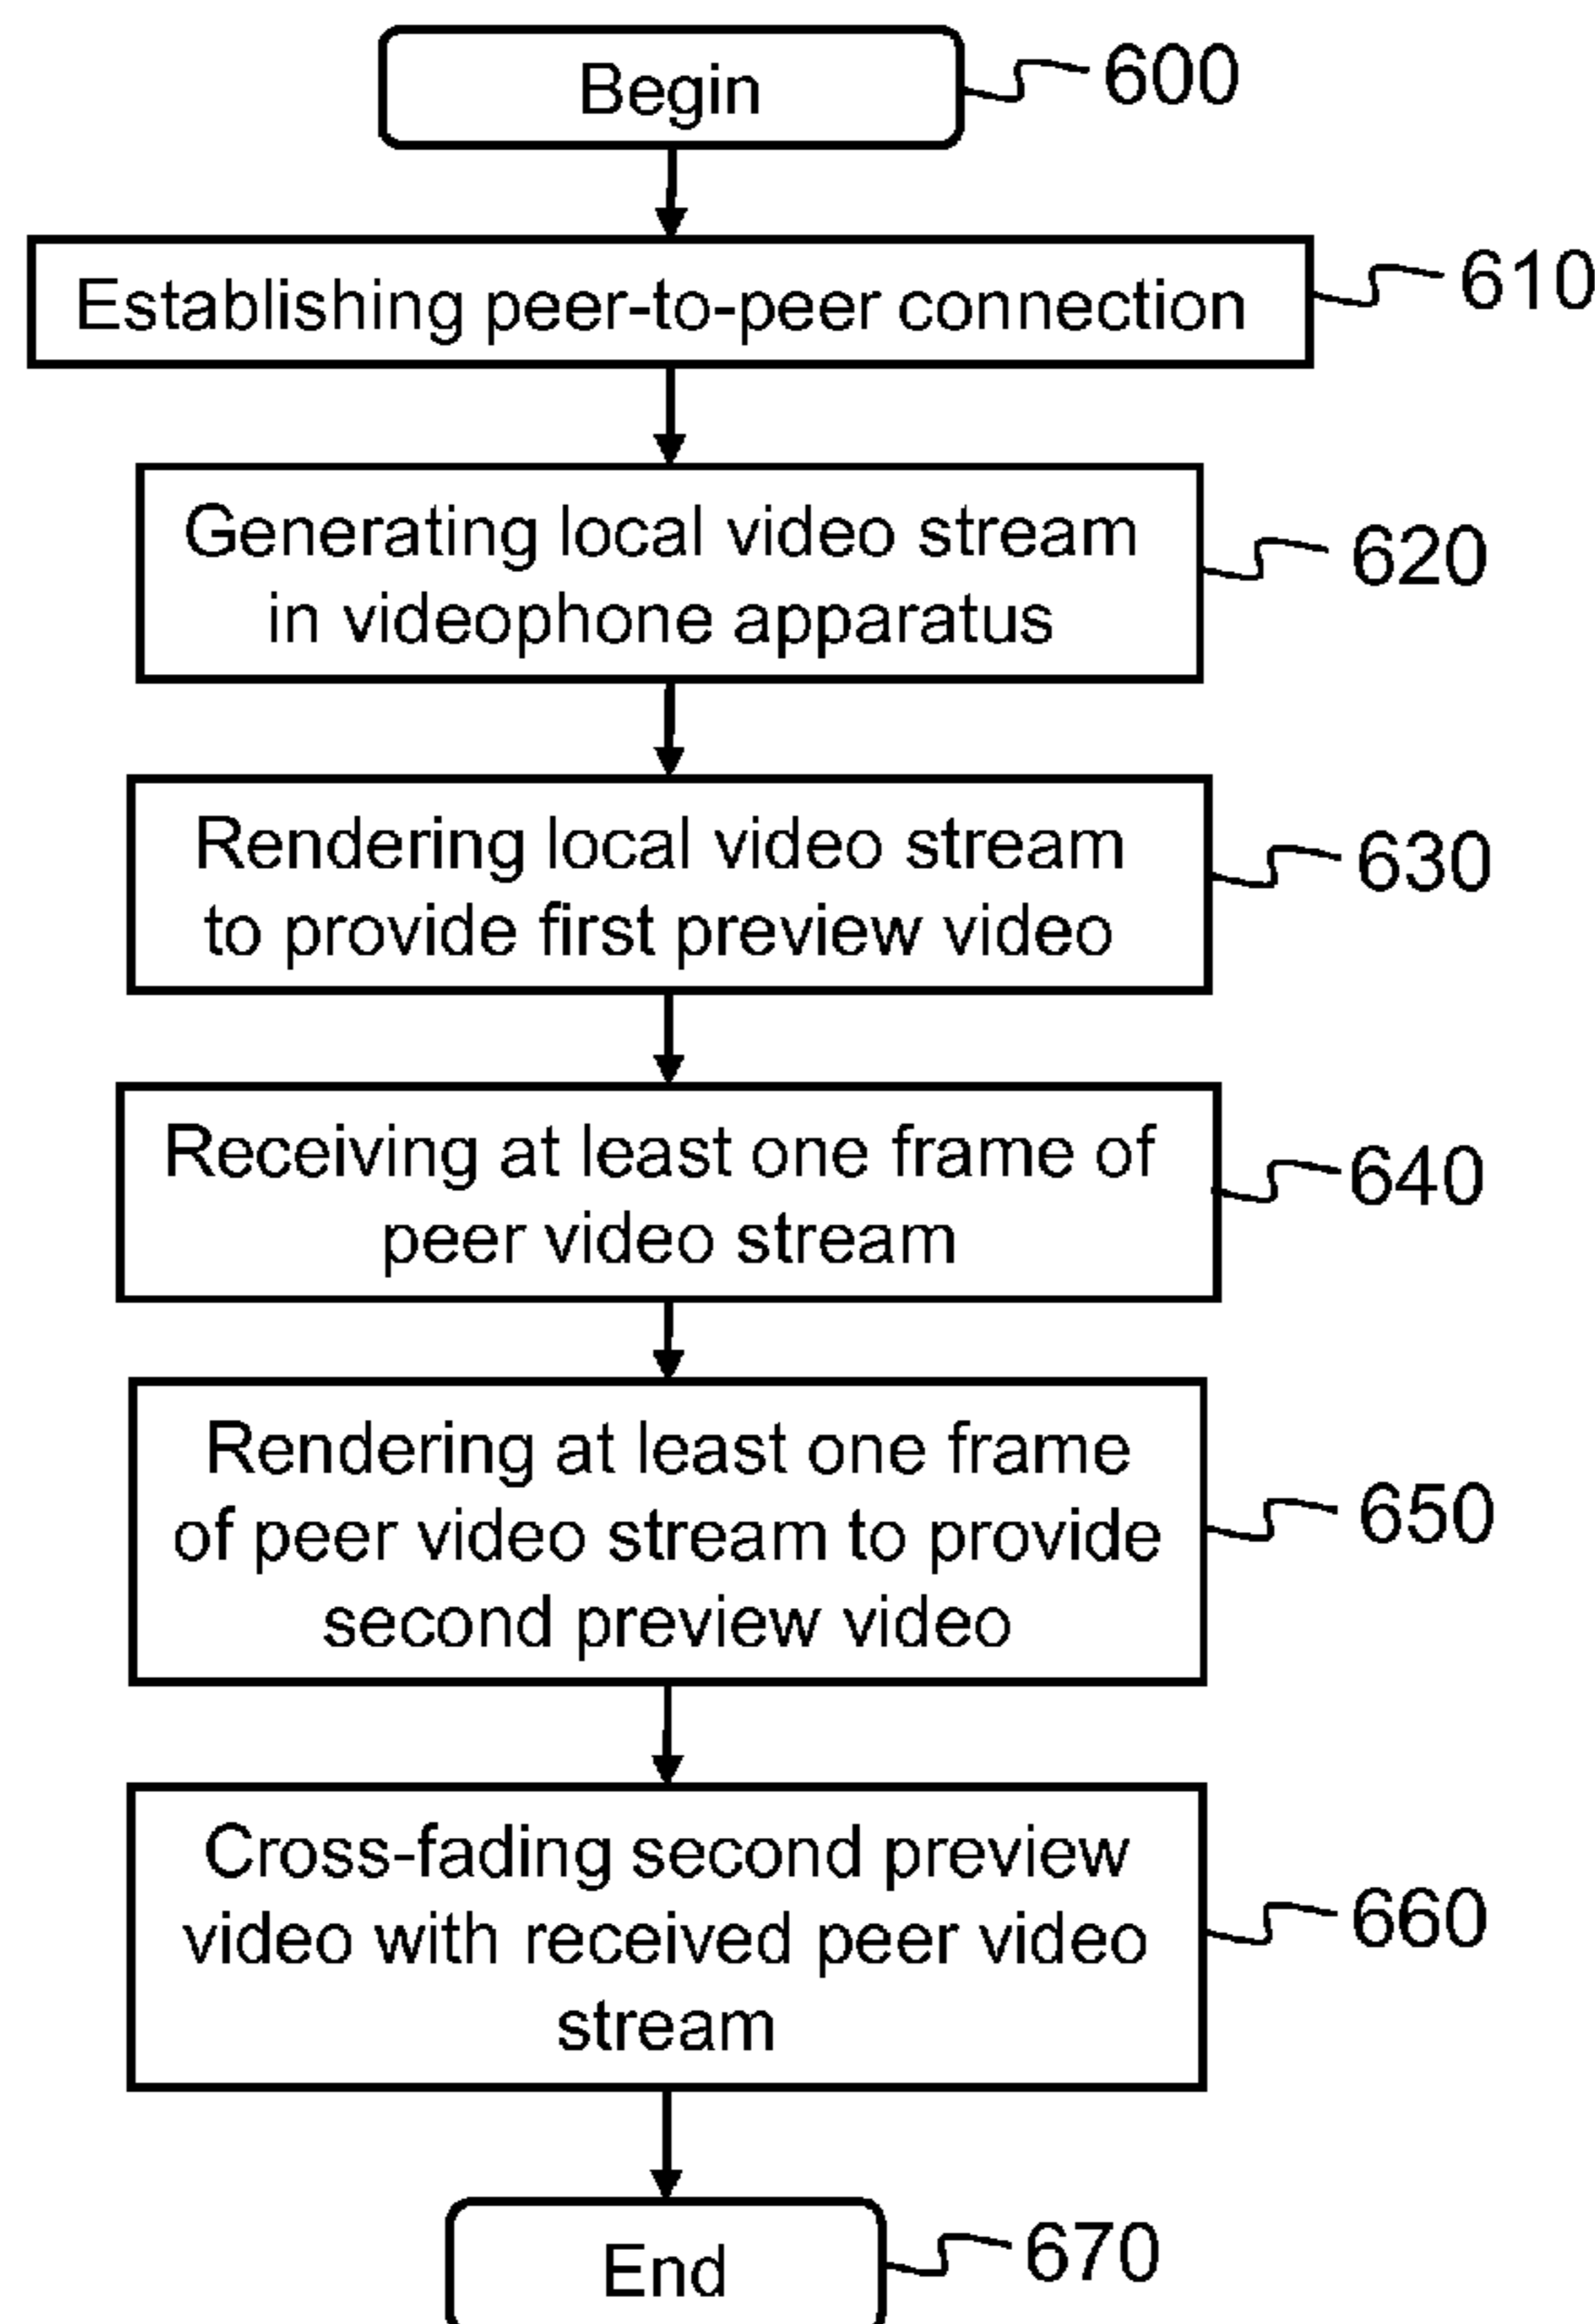 Begin
600
Establishing peer-to-peer connection
610
Generating local video stream
in videophone apparatus
620
Rendering local video stream
to provide first preview video
630
Receiving at least one frame of
peer video stream
640
Rendering at least one frame
of peer video stream to provide
second preview video
650
Cross-fading second preview
video with received peer video
stream
660
End
670